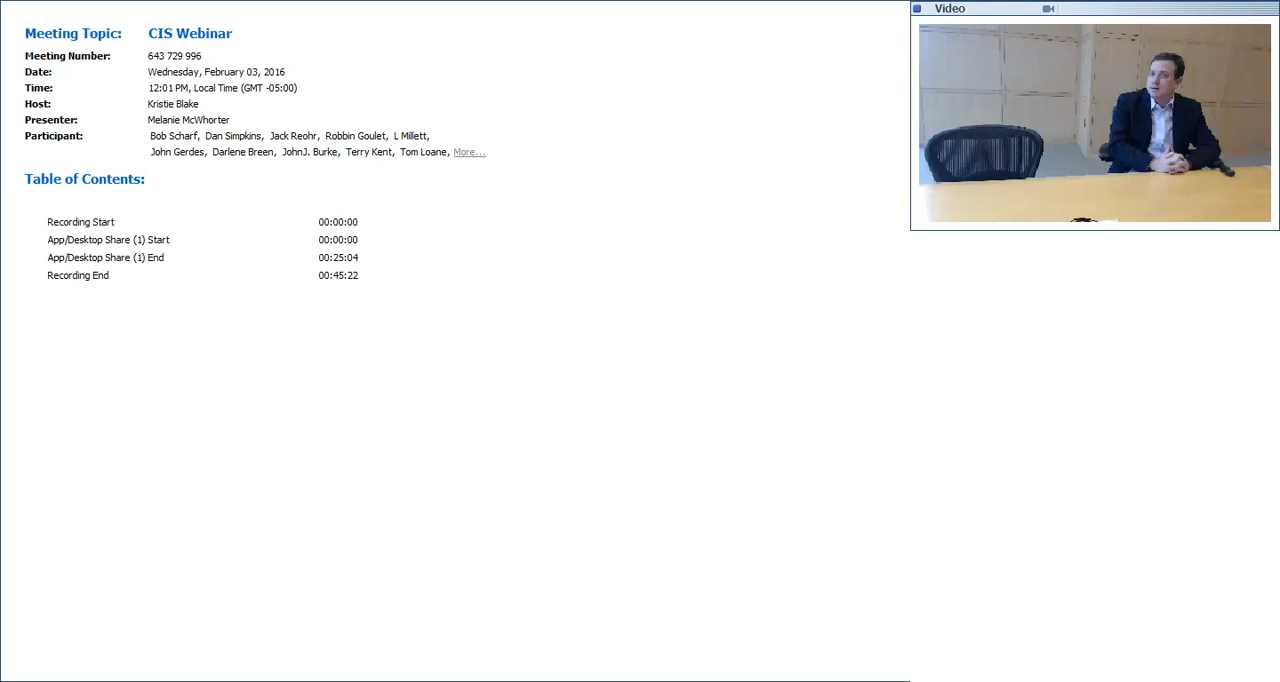 Meeting Topic: CIS Webinar
Meeting Number: 643 729 996
Date: Wednesday, February 03, 2016
Time: 12:01 PM, Local Time (GMT -05:00)
Host: Kristie Blake
Presenter: Melanie McWhorter
Participant: Bob Scharf, Dan Simpkins, Jack Reohr, Robbin Goulet, L Millett,
John Gerdes, Darlene Breen, JohnJ. Burke, Terry Kent, Tom Loane, More...
Table of Contents:
Recording Start 00:00:00
App/Desktop Share (1) Start 00:00:00
App/Desktop Share (1) End 00:25:04
Recording End 00:45:22
Video